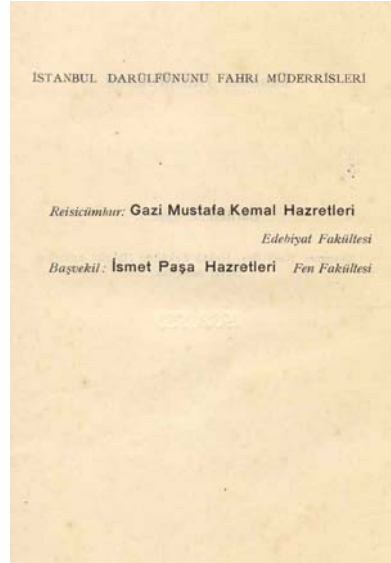 İSTANBUL DARÜLFÜNUNU FAHRİ MÜDERRİSLERİ
Reisicümhur: Gazi Mustafa Kemal Hazretleri
Edebiyat Fakültesi
Başvekil: İsmet Paşa Hazretleri Fen Fakültesi